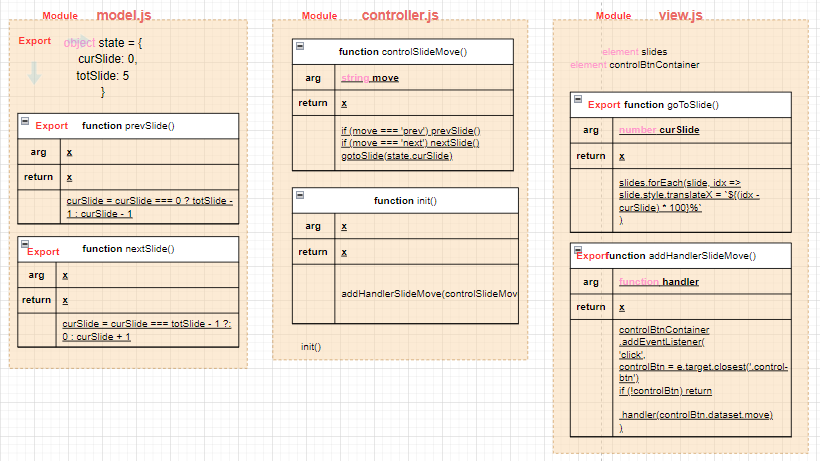 Module model.js
Export object state = {
curSlide: 0,
totSlide: 5
}
Export function prevSlide()
arg x
return x
curSlide = curSlide === 0 ? totSlide -
1 : curSlide - 1
Export function nextSlide()
arg x
return x
curSlide = curSlide === totSlide - 1 ?:
0 : curSlide + 1
Module controller.js
function controlSlideMove()
arg string move
return x
if (move === 'prev') prevSlide()
if (move === 'next') nextSlide()
gotoSlide(state.curSlide)
function init()
arg x
return x
addHandlerSlideMove(controlSlideMov
init()
Module view.js
element slides
element controlBtnContainer
Export function goToSlide()
arg number curSlide
return x
slides.forEach(slide, idx =>
slide.style.translateX = `${(idx -
curSlide) * 100}%`
)
Export function addHandlerSlideMove()
arg function handler
return x
controlBtnContainer
.addEventListener(
'click',
controlBtn = e.target.closest('.control-
btn')
if (!controlBtn) return
handler(controlBtn.dataset.move)
)